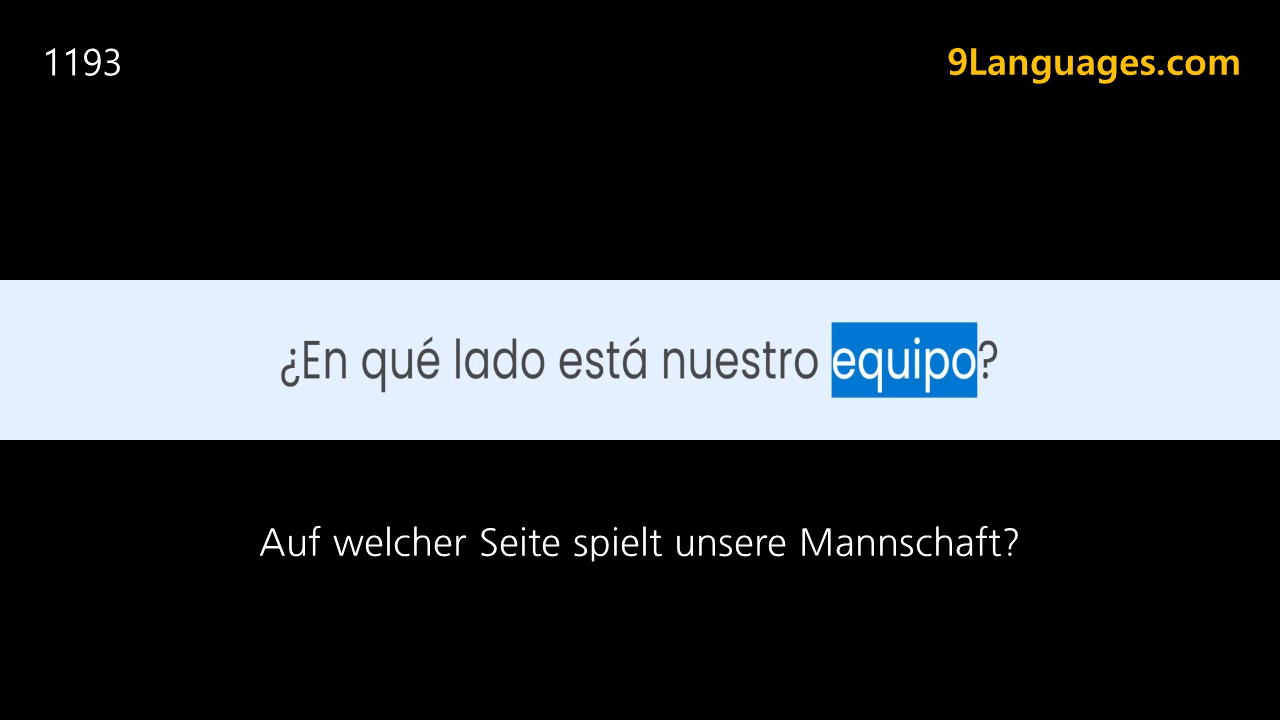 1193
9Languages.com
¿En qué lado está nuestro equipo?
Auf welcher Seite spielt unsere Mannschaft?